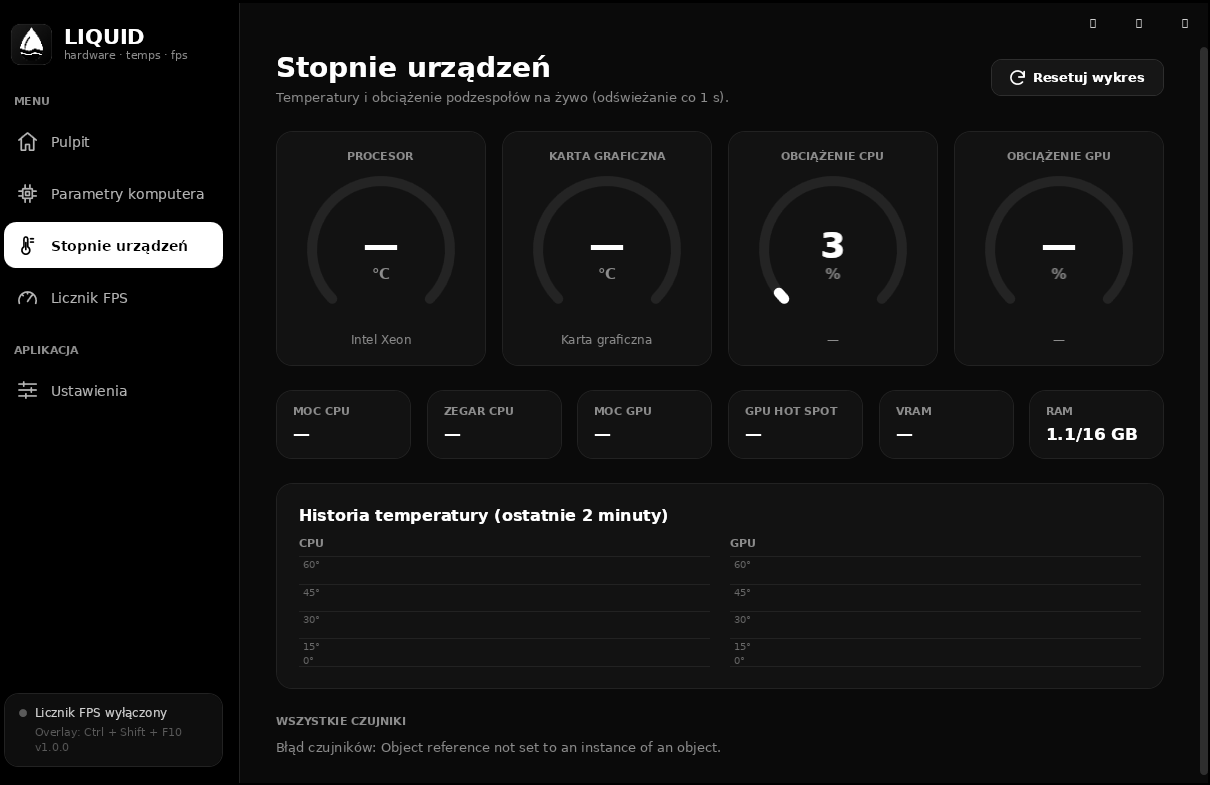 LIQUID
hardware · temps · fps
MENU
Pulpit
Parametry komputera
Stopnie urządzeń
Licznik FPS
APLIKACJA
Ustawienia
Licznik FPS wyłączony
Overlay: Ctrl + Shift + F10
v1.0.0
Stopnie urządzeń
Temperatury i obciążenie podzespołów na żywo (odświeżanie co 1 s).
Resetuj wykres
PROCESOR
—
°C
Intel Xeon
KARTA GRAFICZNA
—
°C
Karta graficzna
OBCIĄŻENIE CPU
3
%
—
OBCIĄŻENIE GPU
—
%
—
MOC CPU
—
ZEGAR CPU
—
MOC GPU
—
GPU HOT SPOT
—
VRAM
—
RAM
1.1/16 GB
Historia temperatury (ostatnie 2 minuty)
CPU
60°
45°
30°
15°
0°
GPU
60°
45°
30°
15°
0°
WSZYSTKIE CZUJNIKI
Błąd czujników: Object reference not set to an instance of an object.